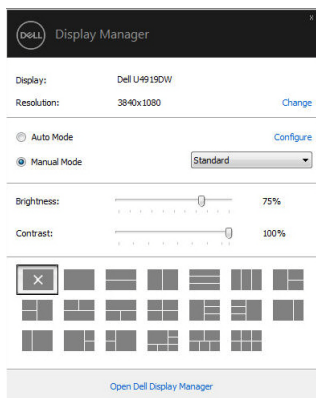 x
DELL Display Manager
Display: Dell U4919DW
Resolution: 3840x1080 Change
Auto Mode Configure
Manual Mode Standard
Brightness: 75%
Contrast: 100%
Open Dell Display Manager